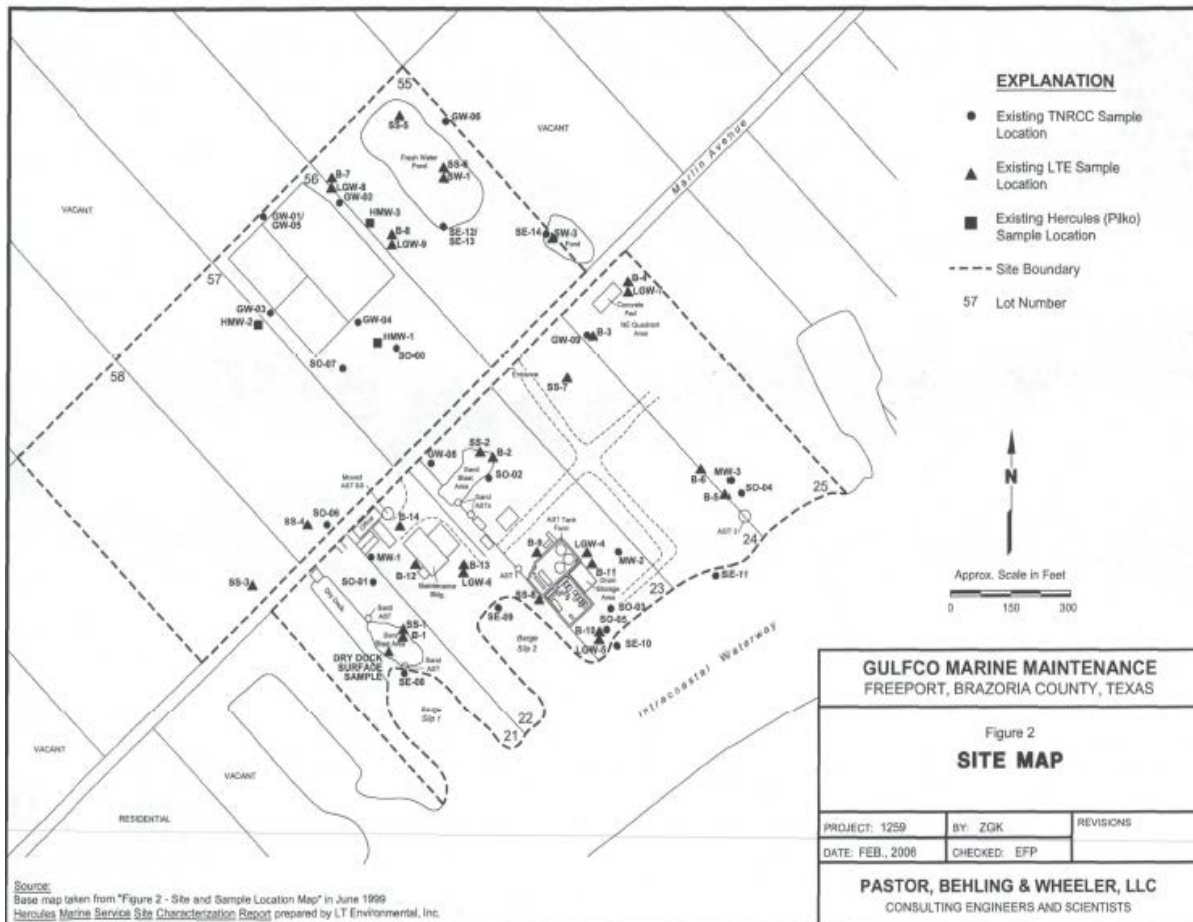 55
GW-06
SS-5
VACANT
Fresh Water
Pond
SS-6
SW-1
56
B-7
LGW-8
GW-02
HMW-3
B-8
LGW-9
SE-12/
SE-13
SE-14
SW-3
Pond
Marlin Avenue
VACANT
GW-01/
GW-05
57
GW-03
HMW-2
GW-04
HMW-1
SO-07
58
B-4
LGW-7
Concrete
Pad
NE Quadrant
Area
GW-09
B-3
Entrance
SS-7
SS-2
B-2
GW-08
Sand
Blast
Area
SO-02
Sand
ASTs
Moved
AST
Office
SS-4
SO-06
B-14
MW-1
B-12
B-13
LGW-6
Maintenance
Bldg.
SS-3
SO-01
Dry Dock
Sand
AST
SS-1
B-1
Sand
Blast Area
DRY DOCK
SURFACE
SAMPLE
Sand
AST
SE-08
Barge
Slip 1
AST Tank
Farm
B-9
LGW-4
MW-2
B-11
AST
Drum
Storage
Area
SS-8
SE-09
Barge
Slip 2
SO-03
SO-05
B-10
LGW-5
SE-10
SE-11
B-6
MW-3
B-5
SO-04
AST 3
25
24
23
22
21
Intracoastal Waterway
VACANT
VACANT
RESIDENTIAL
EXPLANATION
Existing TNRCC Sample
Location
Existing LTE Sample
Location
Existing Hercules (Pilko)
Sample Location
Site Boundary
57 Lot Number
N
Approx. Scale in Feet
0 150 300
GULFCO MARINE MAINTENANCE
FREEPORT, BRAZORIA COUNTY, TEXAS
Figure 2
SITE MAP
PROJECT: 1259 BY: ZGK REVISIONS
DATE: FEB., 2006 CHECKED: EFP
PASTOR, BEHLING & WHEELER, LLC
CONSULTING ENGINEERS AND SCIENTISTS
Source:
Base map taken from "Figure 2 - Site and Sample Location Map" in June 1999
Hercules Marine Service Site Characterization Report prepared by LT Environmental, Inc.